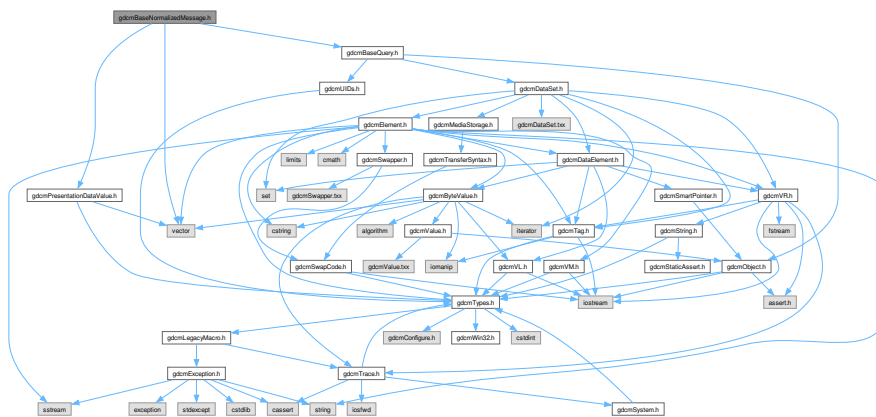 gdcmBaseNormalizedMessage.h
gdcmBaseQuery.h
gdcmUIDs.h
gdcmDataSet.h
gdcmElement.h
gdcmMediaStorage.h
gdcmDataSet.txx
limits
cmath
gdcmSwapper.h
gdcmTransferSyntax.h
gdcmDataElement.h
gdcmPresentationDataValue.h
set
gdcmSwapper.txx
gdcmByteValue.h
gdcmSmartPointer.h
gdcmVR.h
vector
cstring
algorithm
gdcmValue.h
iterator
gdcmTag.h
gdcmString.h
fstream
gdcmSwapCode.h
gdcmValue.txx
iomanip
gdcmVL.h
gdcmVM.h
gdcmStaticAssert.h
gdcmObject.h
gdcmTypes.h
iostream
assert.h
gdcmLegacyMacro.h
gdcmConfigure.h
gdcmWin32.h
cstdint
gdcmException.h
gdcmTrace.h
sstream
exception
stdexcept
cstdlib
cassert
string
iosfwd
gdcmSystem.h